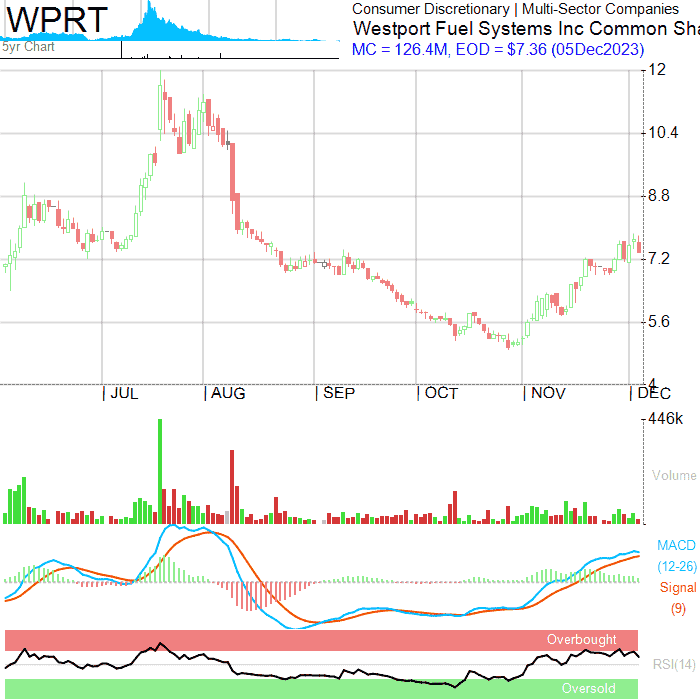 WPRT
5yr Chart
Consumer Discretionary | Multi-Sector Companies
Westport Fuel Systems Inc Common Sha
MC = 126.4M, EOD = $7.36 (05Dec2023)
12
10.4
8.8
7.2
5.6
4
JUL AUG SEP OCT NOV DEC
446k
Volume
MACD
(12-26)
Signal
(9)
Overbought
RSI(14)
Oversold